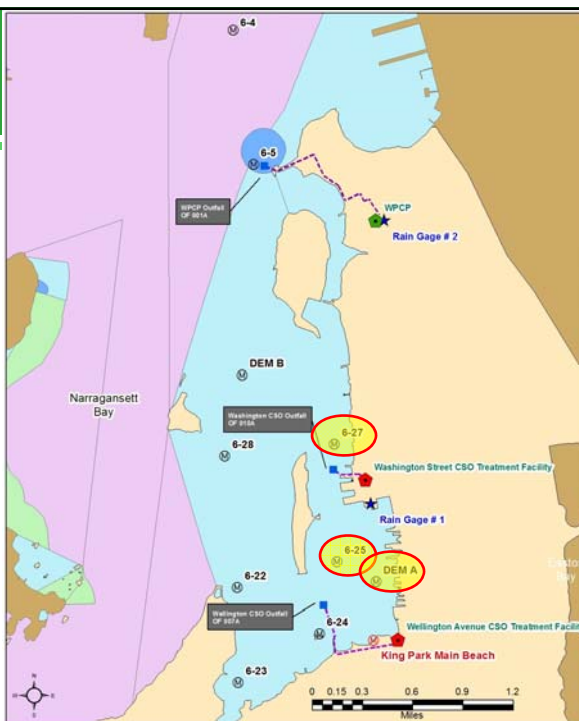 6-4
6-5
WPCP Outfall
OF 001A
WPCP
Rain Gage # 2
DEM B
Narragansett
Bay
Washington CSO Outfall
OF 010A
6-27
6-28
Washington Street CSO Treatment Facility
Rain Gage # 1
6-25
DEM A
6-22
Wellington CSO Outfall
OF 007A
6-24
Wellington Avenue CSO Treatment Facilit
King Park Main Beach
6-23
N
W
E
S
0 0.15 0.3 0.6 0.9 1.2
Miles